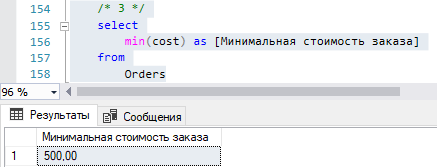 154 /* 3 */
155 select
156 min(cost) as [Минимальная стоимость заказа]
157 from
158 Orders
96 %
Результаты Сообщения
Минимальная стоимость заказа
1 500,00